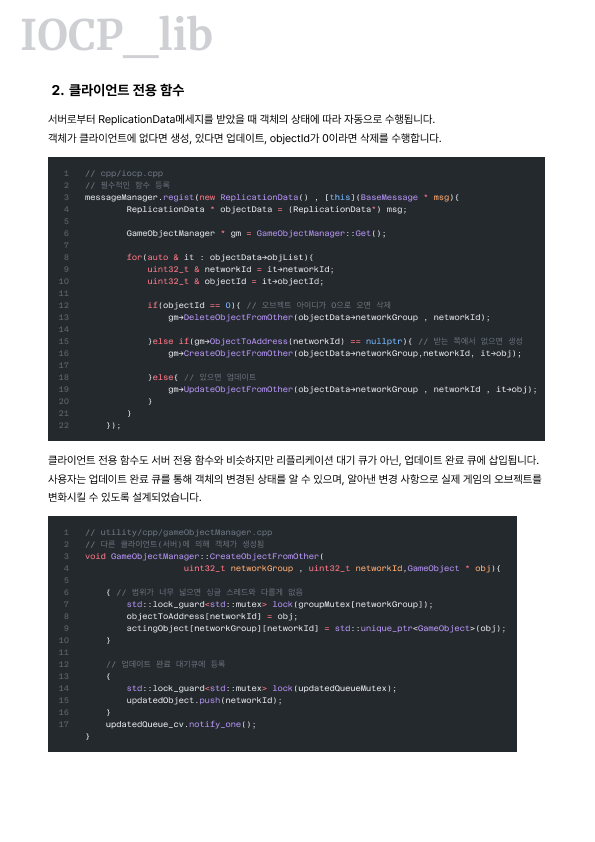 IOCP_lib
2. 클라이언트 전용 함수
서버로부터 ReplicationData메세지를 받았을 때 객체의 상태에 따라 자동으로 수행됩니다.
객체가 클라이언트에 없다면 생성, 있다면 업데이트, objectId가 0이라면 삭제를 수행합니다.
1 // cpp/iocp.cpp
2 // 필수적인 함수 등록
3 messageManager.regist(new ReplicationData() , [this](BaseMessage * msg){
4 ReplicationData * objectData = (ReplicationData*) msg;
5
6 GameObjectManager * gm = GameObjectManager::Get();
7
8 for(auto & it : objectData→objList){
9 uint32_t & networkId = it→networkId;
10 uint32_t & objectId = it→objectId;
11
12 if(objectId == 0){ // 오브젝트 아이디가 0으로 오면 삭제
13 gm→DeleteObjectFromOther(objectData→networkGroup , networkId);
14
15 }else if(gm→ObjectToAddress(networkId) == nullptr){ // 받는 쪽에서 없으면 생성
16 gm→CreateObjectFromOther(objectData→networkGroup,networkId, it→obj);
17
18 }else{ // 있으면 업데이트
19 gm→UpdateObjectFromOther(objectData→networkGroup , networkId , it→obj);
20 }
21 }
22 });
클라이언트 전용 함수도 서버 전용 함수와 비슷하지만 리플리케이션 대기 큐가 아닌, 업데이트 완료 큐에 삽입됩니다.
사용자는 업데이트 완료 큐를 통해 객체의 변경된 상태를 알 수 있으며, 알아낸 변경 사항으로 실제 게임의 오브젝트를
변화시킬 수 있도록 설계되었습니다.
1 // utility/cpp/gameObjectManager.cpp
2 // 다른 클라이언트(서버)에 의해 객체가 생성됨
3 void GameObjectManager::CreateObjectFromOther(
4 uint32_t networkGroup , uint32_t networkId,GameObject * obj){
5
6 { // 범위가 너무 넓으면 싱글 스레드와 다를게 없음
7 std::lock_guard<std::mutex> lock(groupMutex[networkGroup]);
8 objectToAddress[networkId] = obj;
9 actingObject[networkGroup][networkId] = std::unique_ptr<GameObject>(obj);
10 }
11
12 // 업데이트 완료 대기큐에 등록
13 {
14 std::lock_guard<std::mutex> lock(updatedQueueMutex);
15 updatedObject.push(networkId);
16 }
17 updatedQueue_cv.notify_one();
}